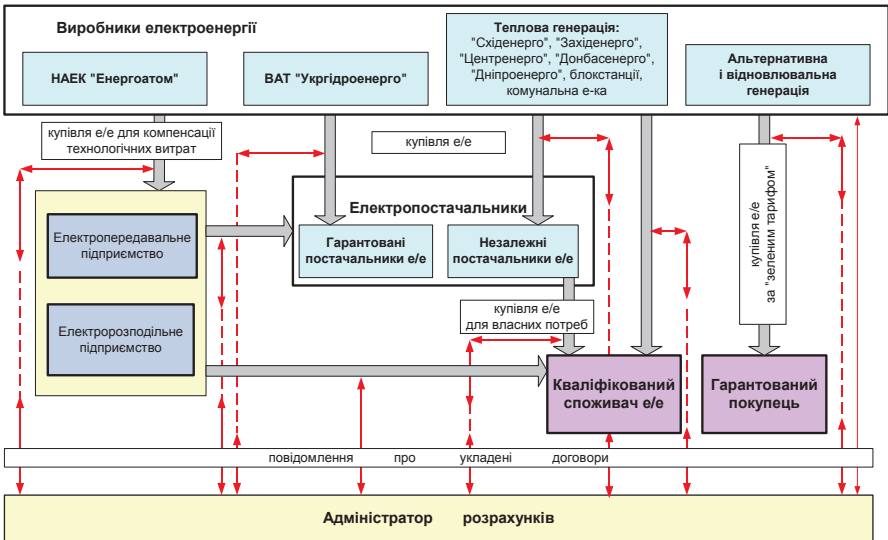 Виробники електроенергії
НАЕК "Енергоатом"
ВАТ "Укргідроенерго"
Теплова генерація:
"Східенерго", "Західенерго",
"Центренерго", "Донбасенерго",
"Дніпроенерго", блокстанції,
комунальна е-ка
Альтернативна
і відновлювальна
генерація
купівля е/е для компенсації
технологічних витрат
купівля е/е
купівля е/е
за "зеленим тарифом"
Електропостачальники
Гарантовані
постачальники е/е
Незалежні
постачальники е/е
Електропередавальне
підприємство
Електророзподільне
підприємство
купівля е/е
для власних потреб
Кваліфікований
споживач е/е
Гарантований
покупець
повідомлення про укладені договори
Адміністратор розрахунків